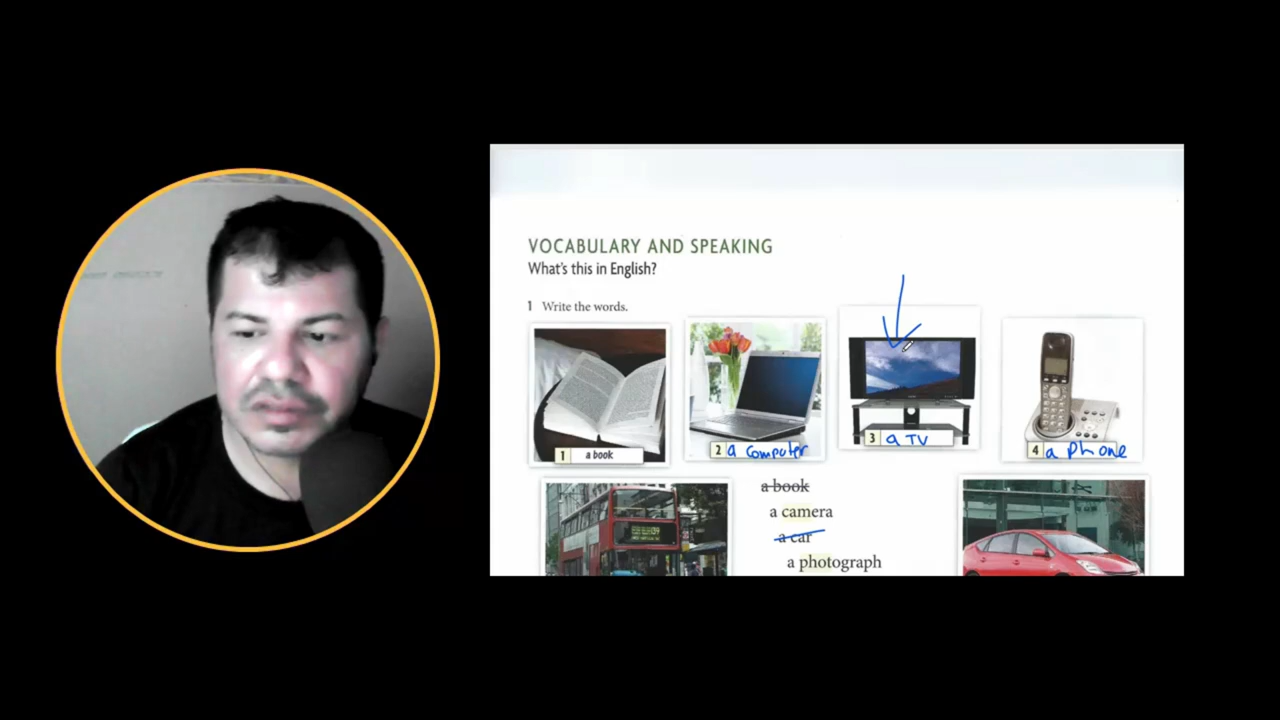 VOCABULARY AND SPEAKING
What's this in English?
1 Write the words.
1 a book
2 a computer
3 a TV
4 a phone
a book
a camera
a car
a photograph